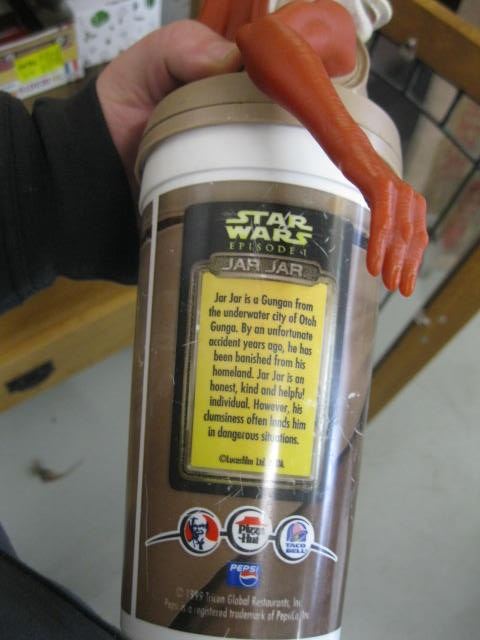 STAR
WARS
EPISODE I
JAR JAR
Jar Jar is a Gungan from
the underwater city of Otoh
Gunga. By an unfortunate
accident years ago, he has
been banished from his
homeland. Jar Jar is an
honest, kind and helpful
individual. However, his
clumsiness often lands him
in dangerous situations.
©Lucasfilm Ltd.
KFC
Pizza
Hut
TACO
BELL
PEPSI
© 1999 Tricon Global Restaurants, Inc.
Pepsi is a registered trademark of PepsiCo, Inc.